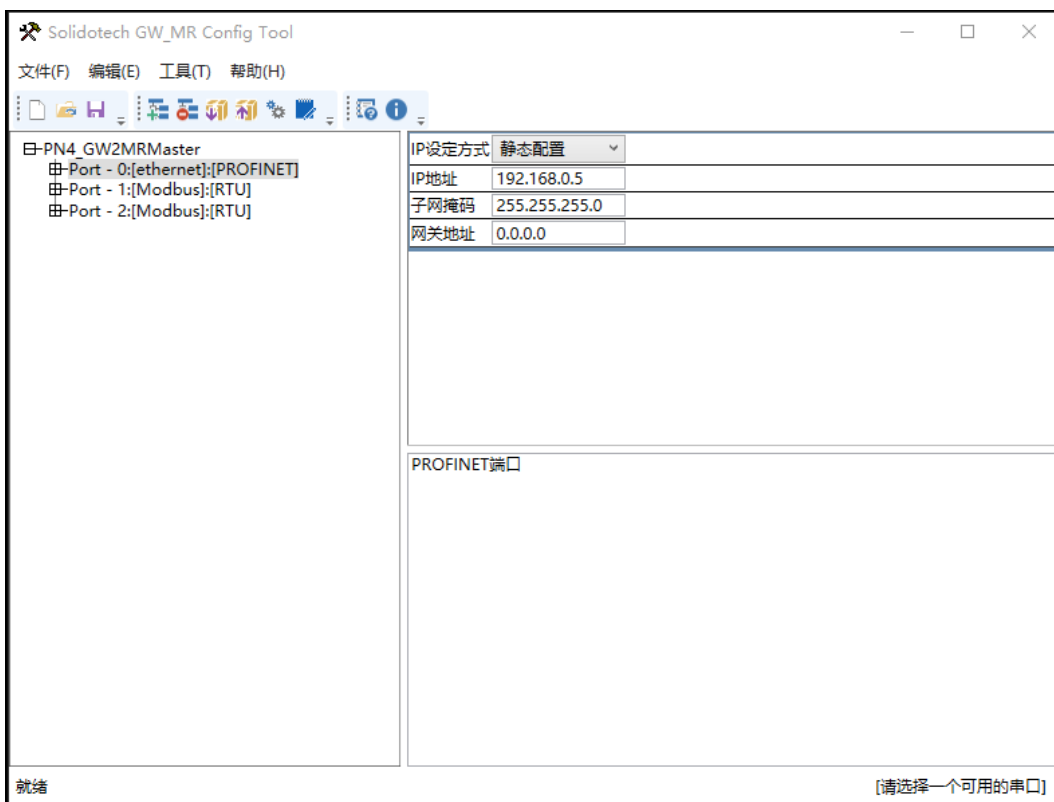 Solidotech GW_MR Config Tool
文件(F) 编辑(E) 工具(T) 帮助(H)
PN4_GW2MRMaster
Port - 0:[ethernet]:[PROFINET]
Port - 1:[Modbus]:[RTU]
Port - 2:[Modbus]:[RTU]
IP设定方式 静态配置
IP地址 192.168.0.5
子网掩码 255.255.255.0
网关地址 0.0.0.0
PROFINET端口
就绪 [请选择一个可用的串口]